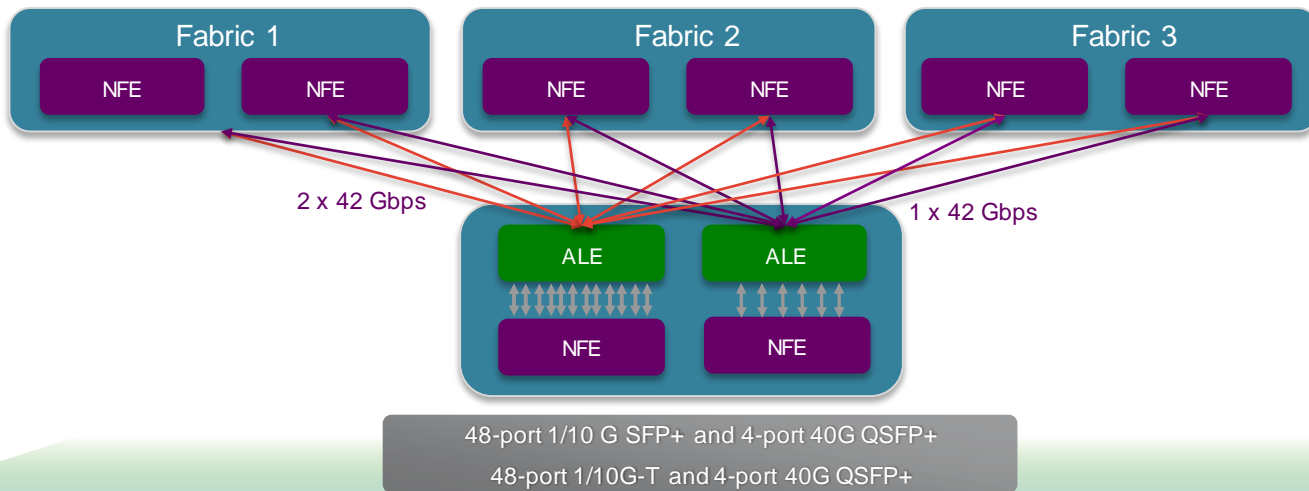 Fabric 1
Fabric 2
Fabric 3
NFE
NFE
NFE
NFE
NFE
NFE
2 x 42 Gbps
1 x 42 Gbps
ALE
ALE
NFE
NFE
48-port 1/10 G SFP+ and 4-port 40G QSFP+
48-port 1/10G-T and 4-port 40G QSFP+